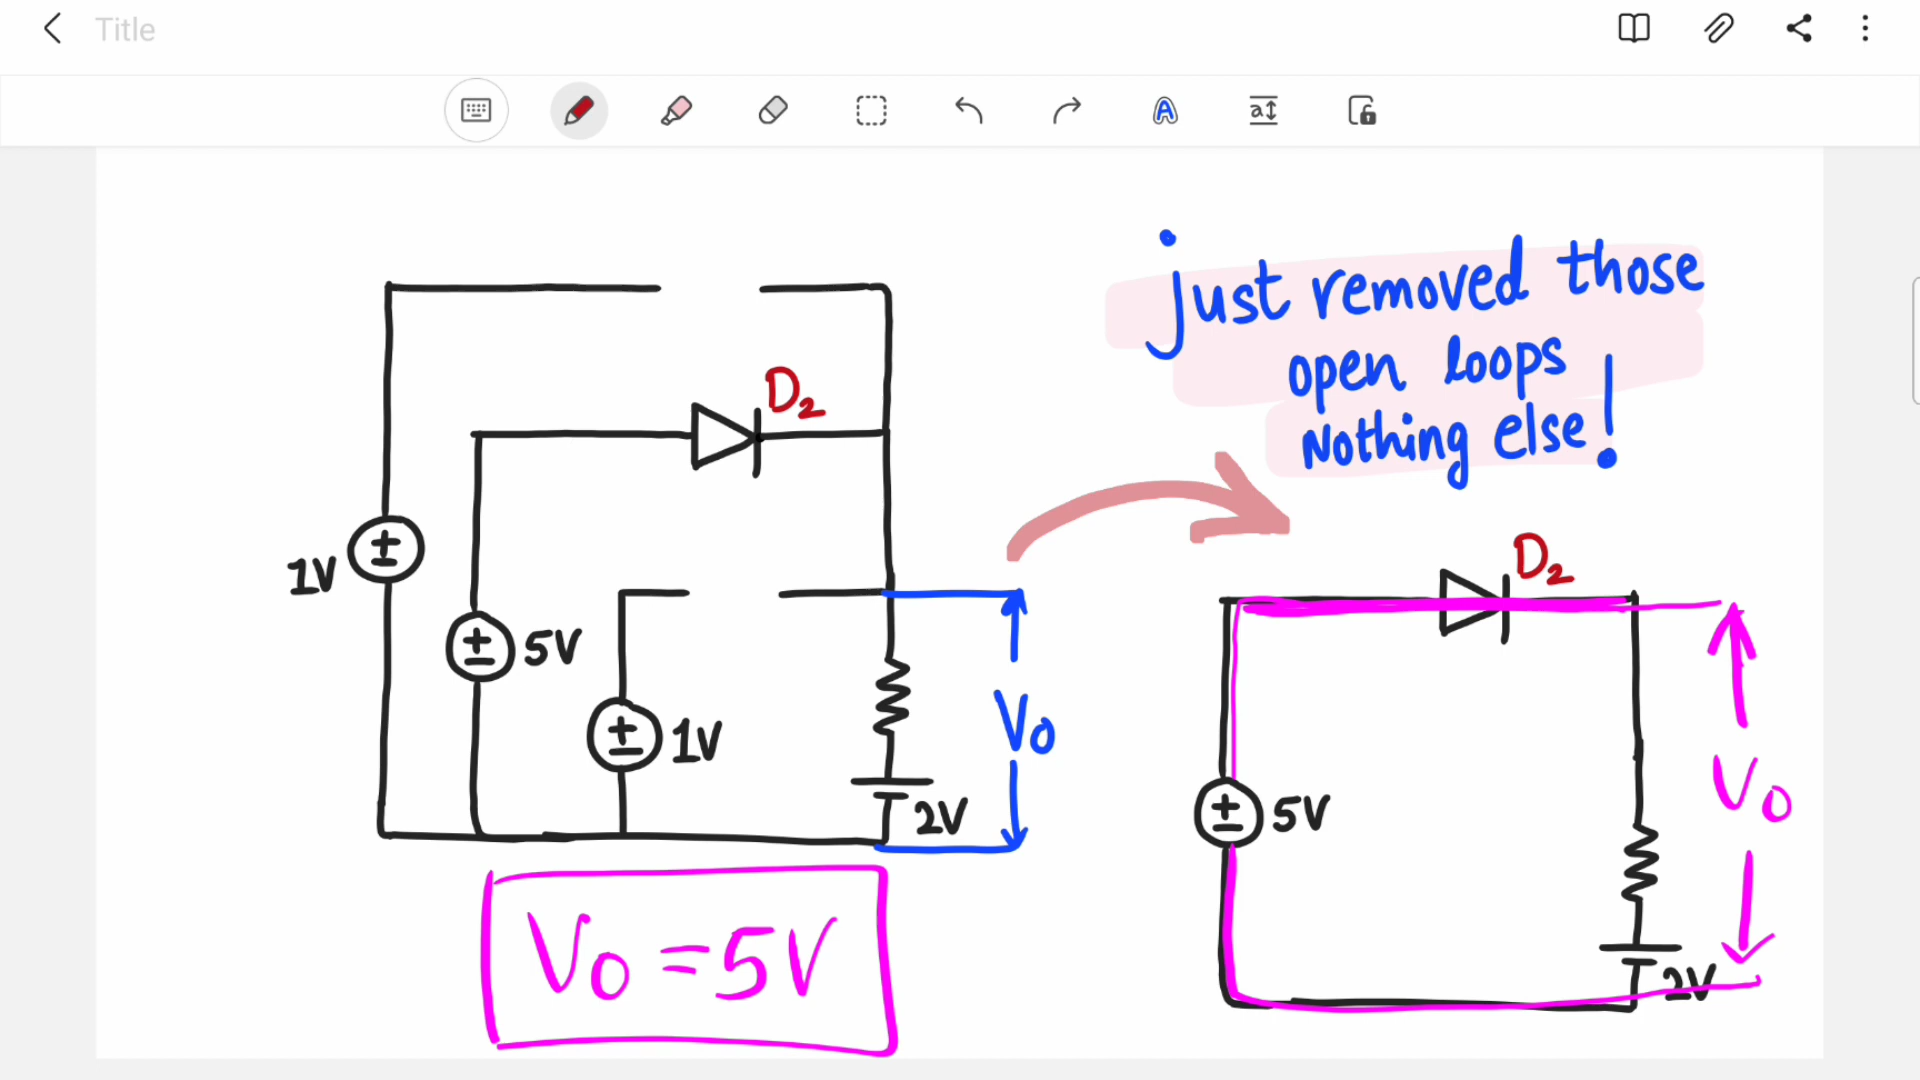 Title
just removed those
open loops
Nothing else!
D2
1V
5V
1V
2V
Vo
Vo = 5V
D2
5V
2V
Vo